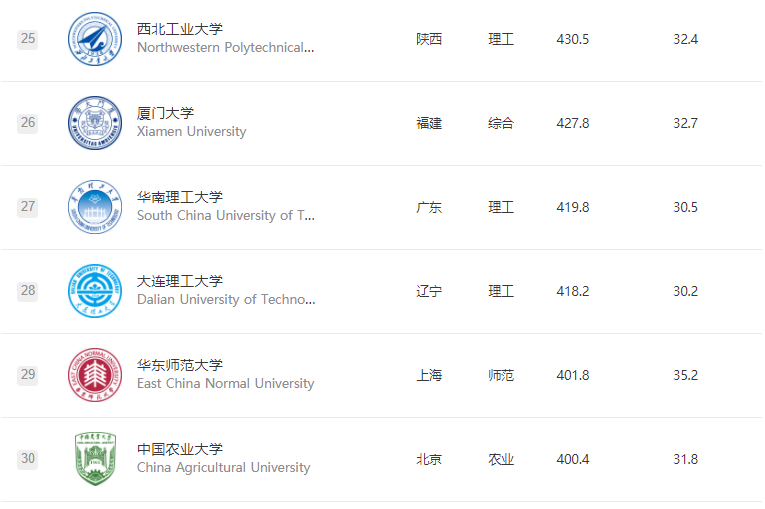 25
西北工业大学
Northwestern Polytechnical...
陕西 理工 430.5 32.4
26
厦门大学
Xiamen University
福建 综合 427.8 32.7
27
华南理工大学
South China University of T...
广东 理工 419.8 30.5
28
大连理工大学
Dalian University of Techno...
辽宁 理工 418.2 30.2
29
华东师范大学
East China Normal University
上海 师范 401.8 35.2
30
中国农业大学
China Agricultural University
北京 农业 400.4 31.8